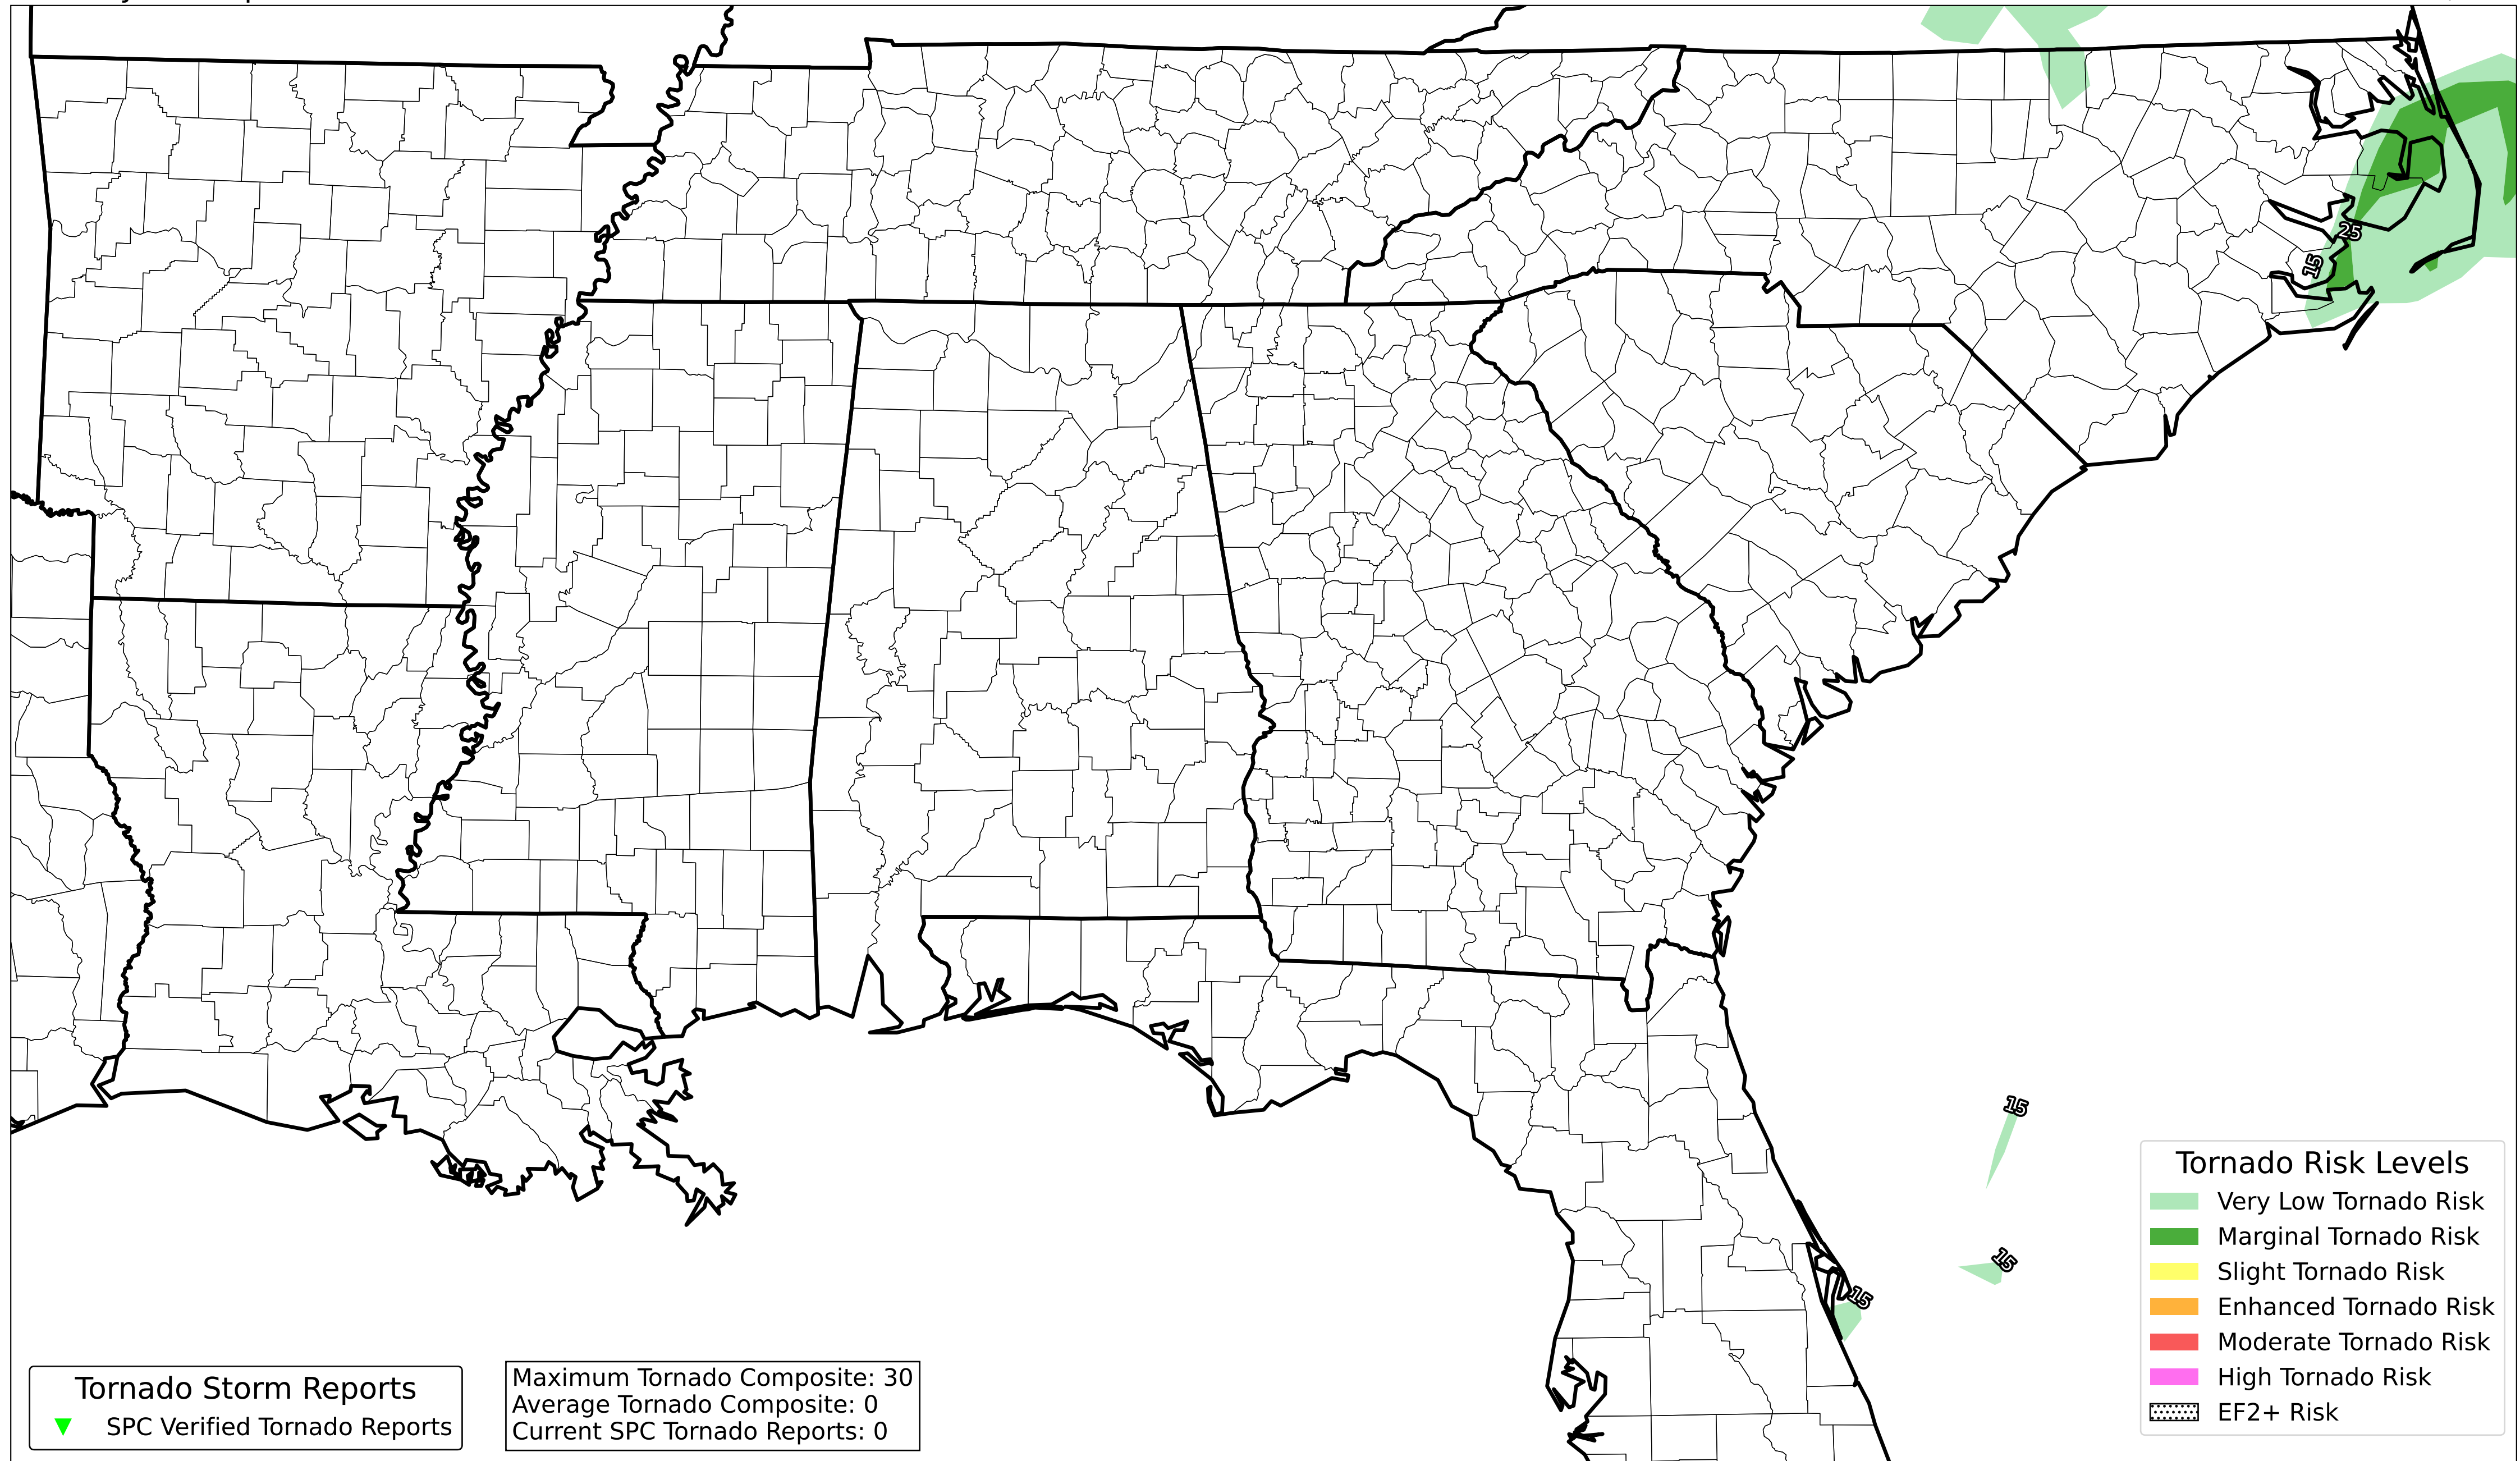 25
15
15
15
15
Tornado Risk Levels
Very Low Tornado Risk
Marginal Tornado Risk
Slight Tornado Risk
Enhanced Tornado Risk
Moderate Tornado Risk
High Tornado Risk
EF2+ Risk
Tornado Storm Reports
SPC Verified Tornado Reports
Maximum Tornado Composite: 30
Average Tornado Composite: 0
Current SPC Tornado Reports: 0